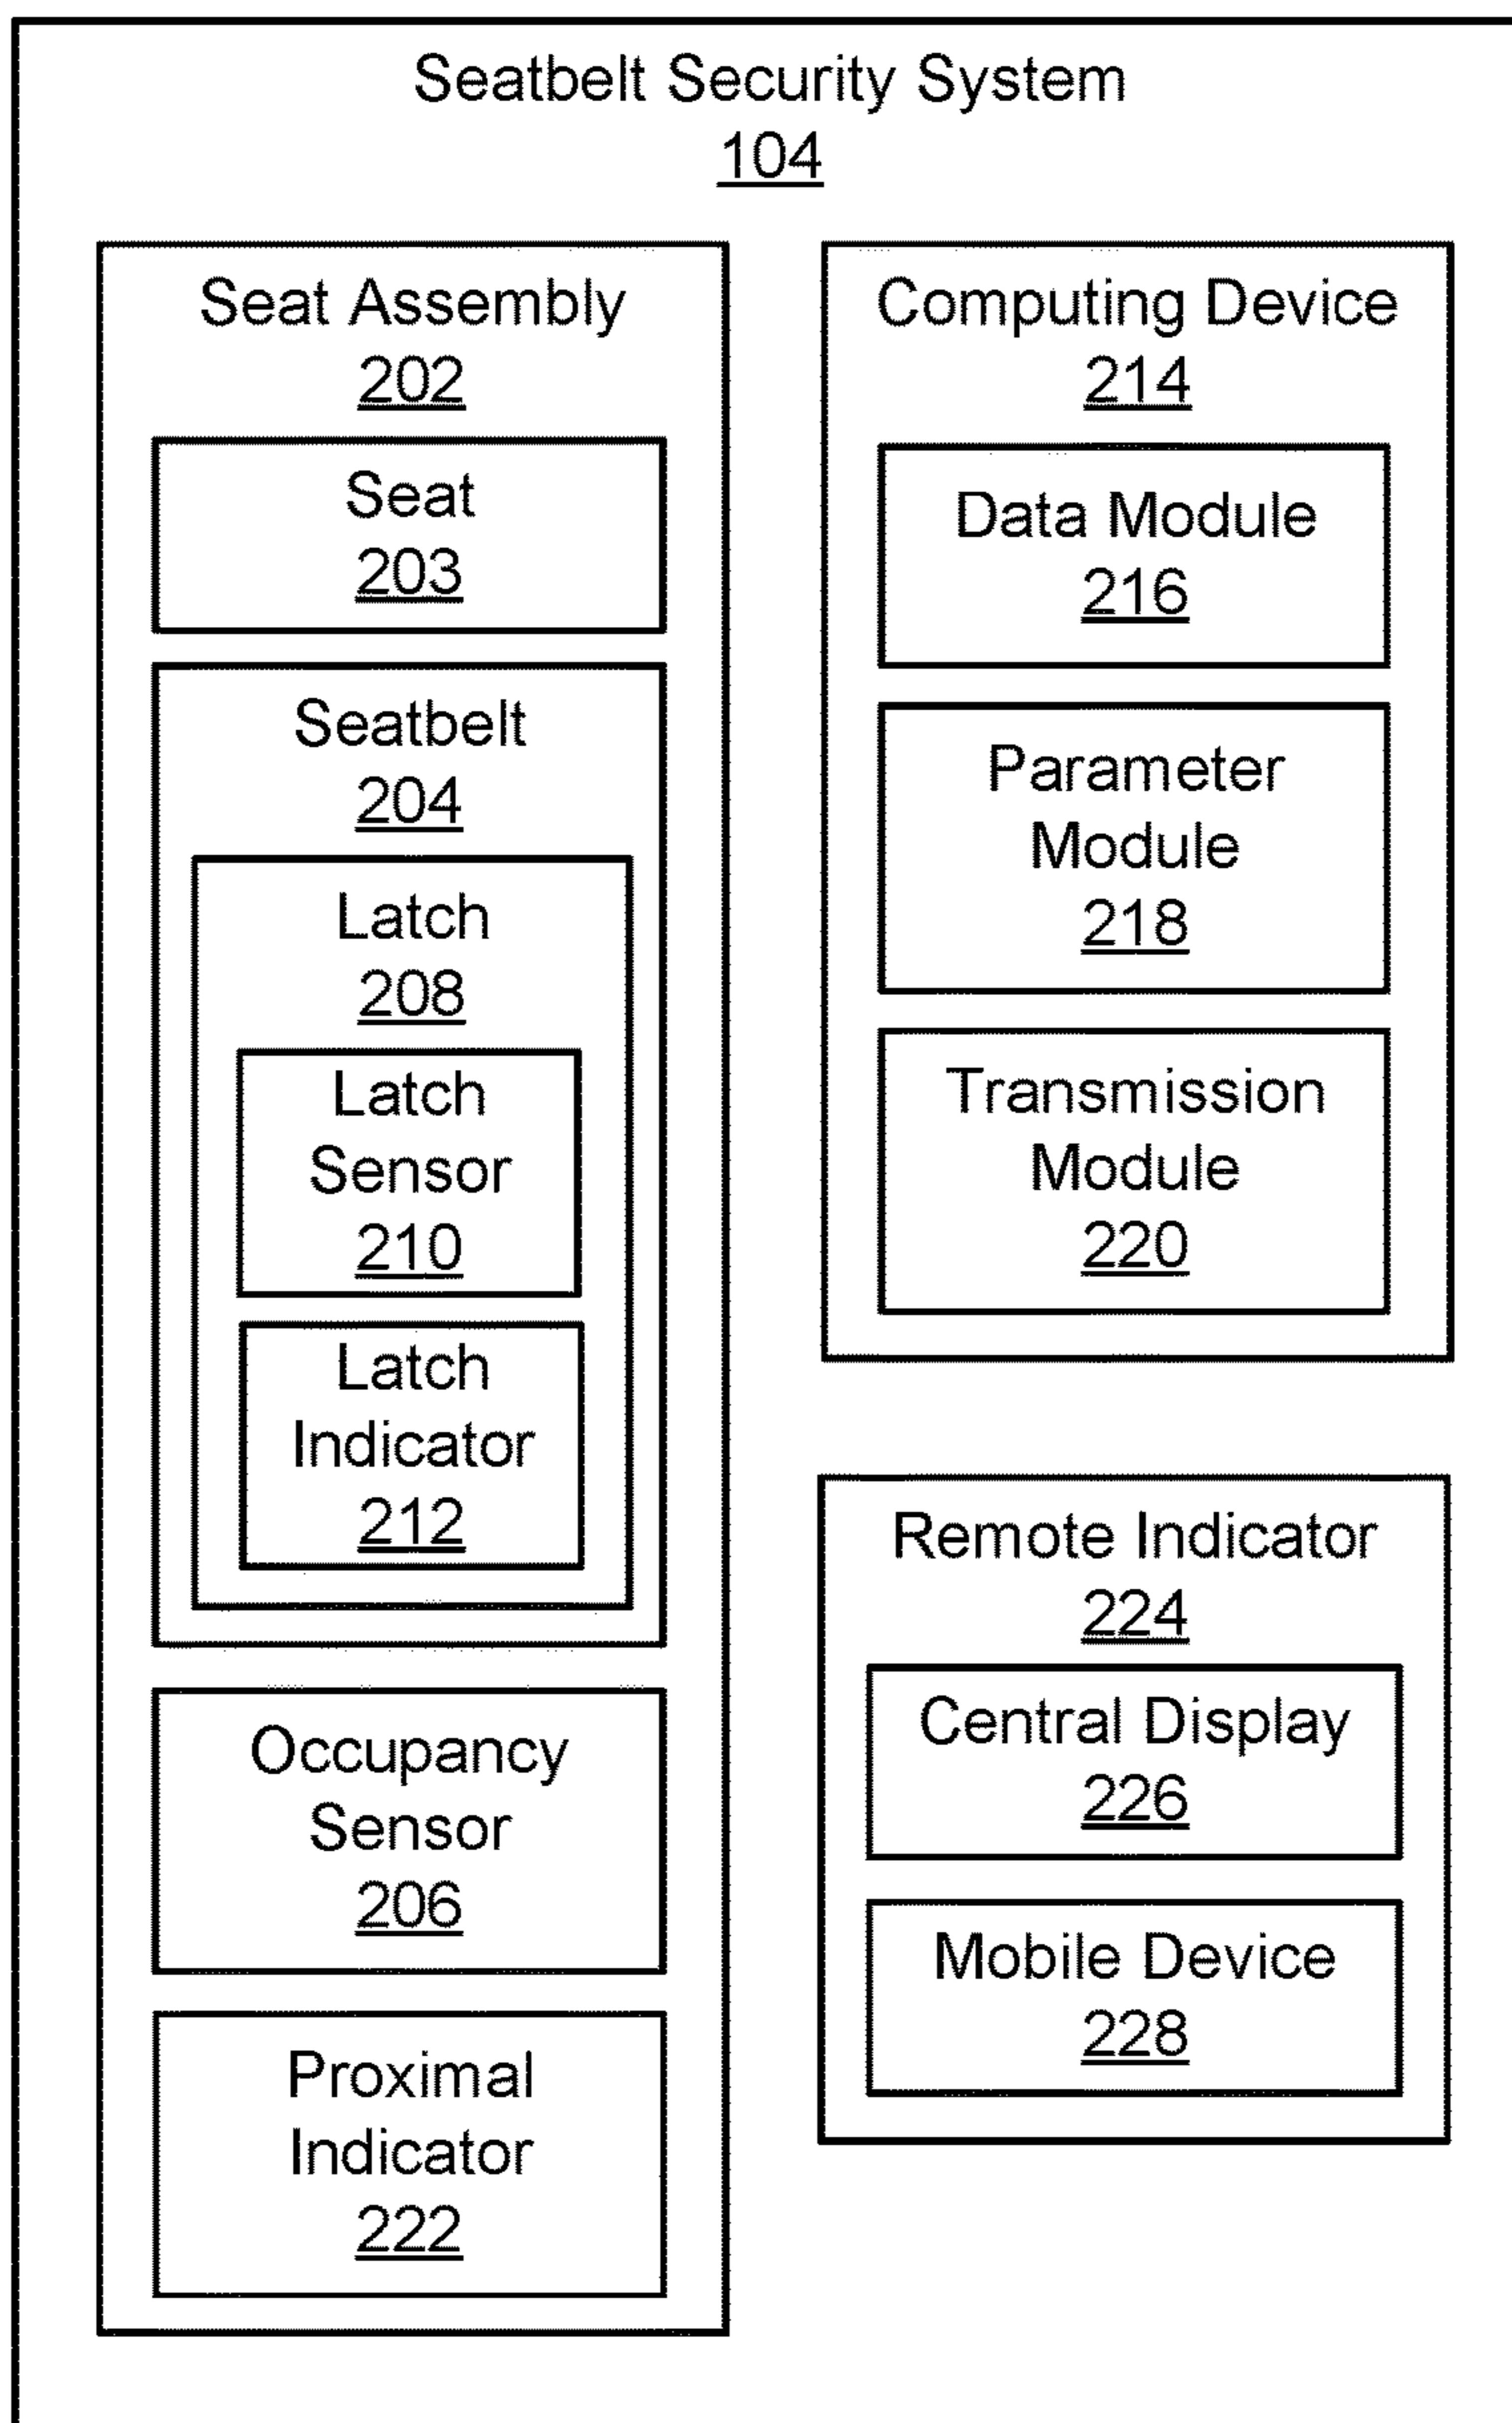 Seatbelt Security System
104
Seat Assembly
202
Seat
203
Seatbelt
204
Latch
208
Latch
Sensor
210
Latch
Indicator
212
Occupancy
Sensor
206
Proximal
Indicator
222
Computing Device
214
Data Module
216
Parameter
Module
218
Transmission
Module
220
Remote Indicator
224
Central Display
226
Mobile Device
228